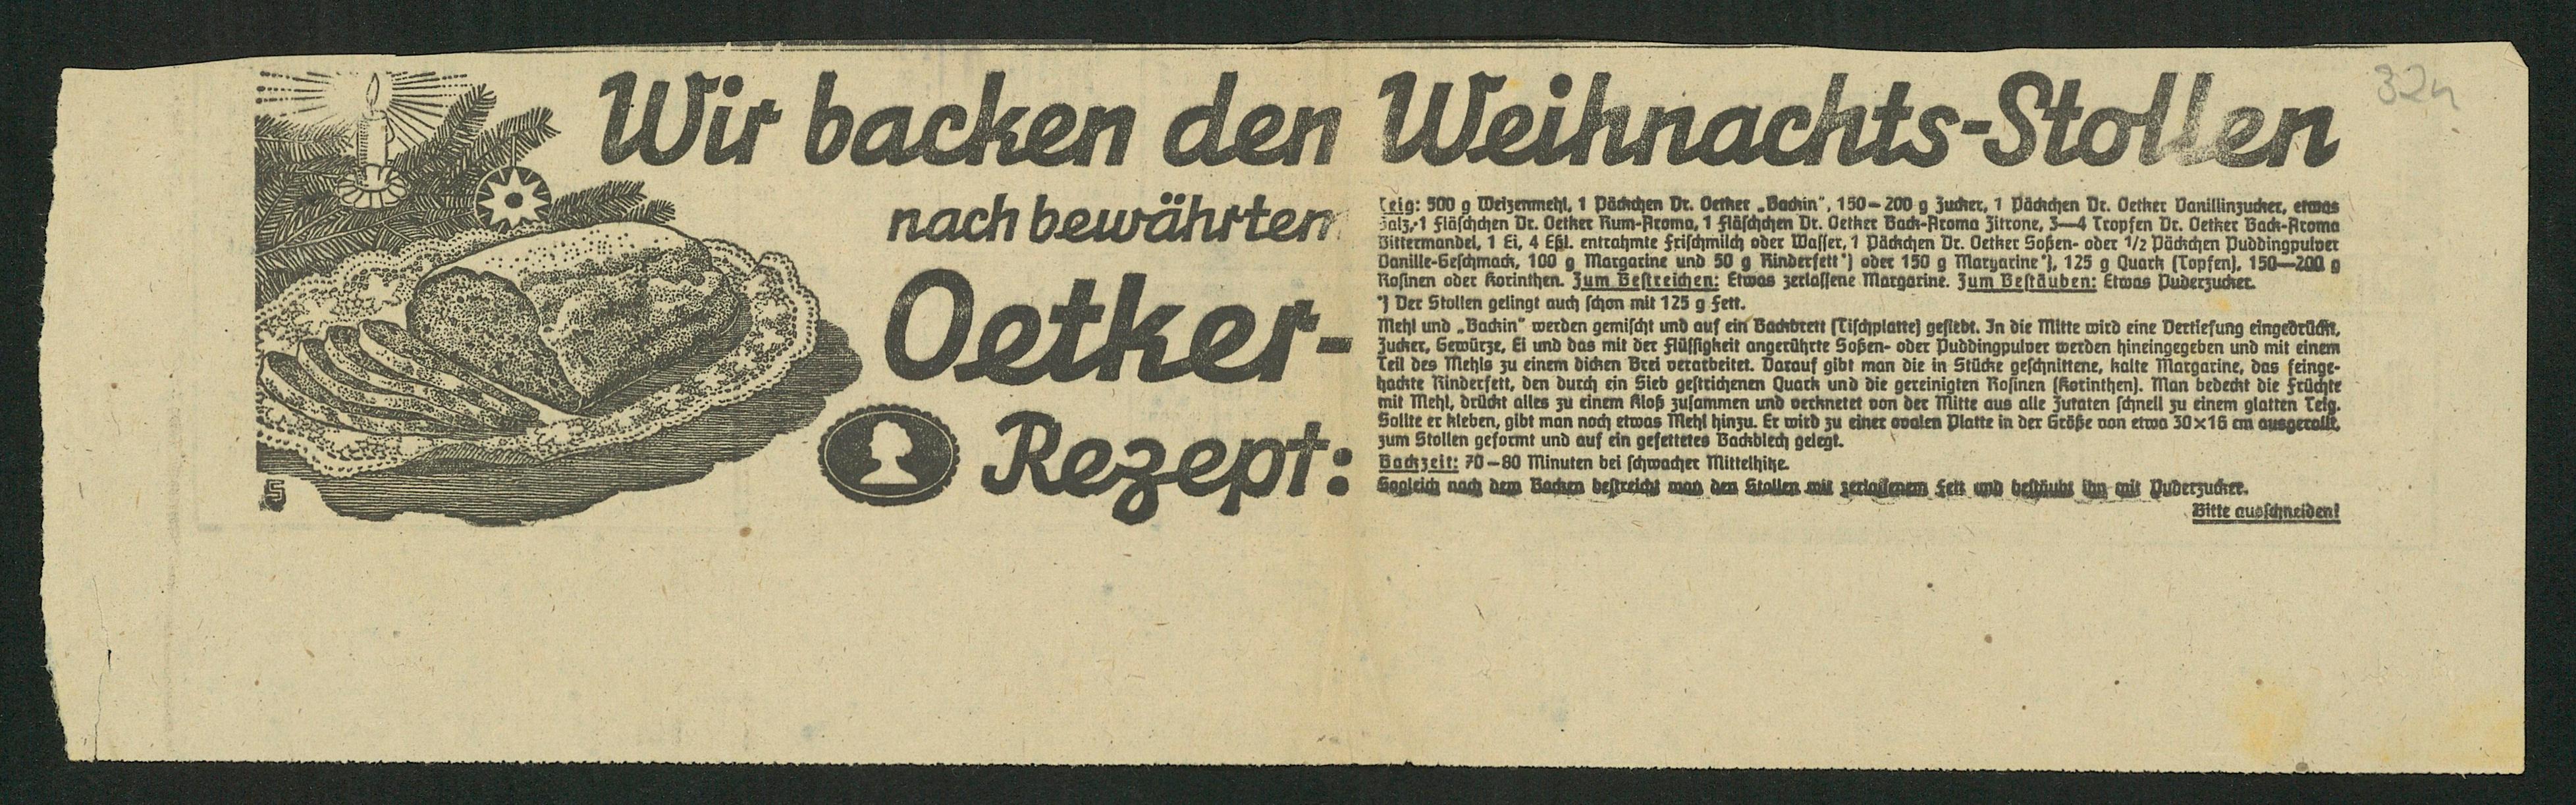 Wir backen den Weihnachts-Stollen
nach bewährtem
Oetker-
Rezept:
5
32n
Teig: 500 g Weizenmehl, 1 Päckchen Dr. Oetker „Backin“, 150–200 g Zucker, 1 Päckchen Dr. Oetker Vanillinzucker, etwas
Salz, 1 Fläschchen Dr. Oetker Rum-Aroma, 1 Fläschchen Dr. Oetker Back-Aroma Zitrone, 3—4 Tropfen Dr. Oetker Back-Aroma
Bittermandel, 1 Ei, 4 Eßl. entrahmte Frischmilch oder Wasser, 1 Päckchen Dr. Oetker Soßen- oder 1/2 Päckchen Puddingpulver
Vanille-Geschmack, 100 g Margarine und 50 g Rinderfett*) oder 150 g Margarine*), 125 g Quark (Topfen), 150—200 g
Rosinen oder Korinthen. Zum Bestreichen: Etwas zerlassene Margarine. Zum Bestäuben: Etwas Puderzucker.
*) Der Stollen gelingt auch schon mit 125 g Fett.
Mehl und „Backin“ werden gemischt und auf ein Backbrett (Tischplatte) gesiebt. In die Mitte wird eine Vertiefung eingedrückt,
Zucker, Gewürze, Ei und das mit der Flüssigkeit angerührte Soßen- oder Puddingpulver werden hineingegeben und mit einem
Teil des Mehls zu einem dicken Brei verarbeitet. Darauf gibt man die in Stücke geschnittene, kalte Margarine, das feinge-
hackte Rinderfett, den durch ein Sieb gestrichenen Quark und die gereinigten Rosinen (Korinthen). Man bedeckt die Früchte
mit Mehl, drückt alles zu einem Kloß zusammen und verknetet von der Mitte aus alle Zutaten schnell zu einem glatten Teig.
Sollte er kleben, gibt man noch etwas Mehl hinzu. Er wird zu einer ovalen Platte in der Größe von etwa 30×16 cm ausgerollt,
zum Stollen geformt und auf ein gefettetes Backblech gelegt.
Backzeit: 70–80 Minuten bei schwacher Mittelhitze.
Sogleich nach dem Backen bestreicht man den Stollen mit zerlassenem Fett und bestäubt ihn mit Puderzucker.
Bitte ausschneiden!